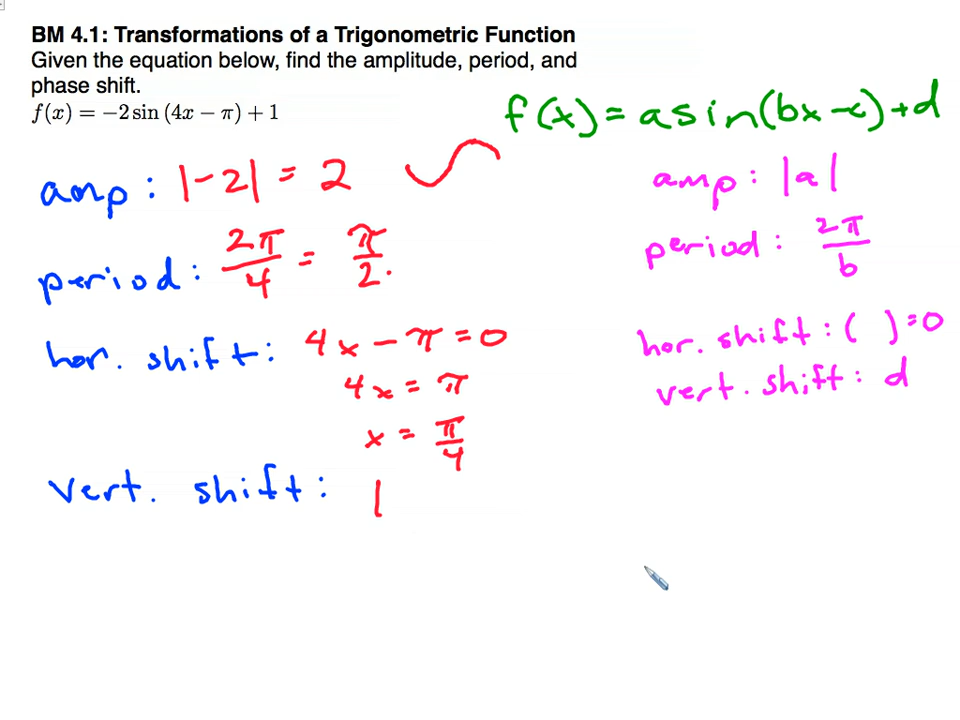 BM 4.1: Transformations of a Trigonometric Function
Given the equation below, find the amplitude, period, and
phase shift.
f(x) = −2 sin (4x − π) + 1
f(x) = a sin(bx-c)+d
amp: |-2| = 2
amp: |a|
period: 2π/4 = π/2.
period: 2π/b
hor. shift: 4x - π = 0
4x = π
x = π/4
hor. shift: ( )=0
vert. shift: d
vert. shift: 1